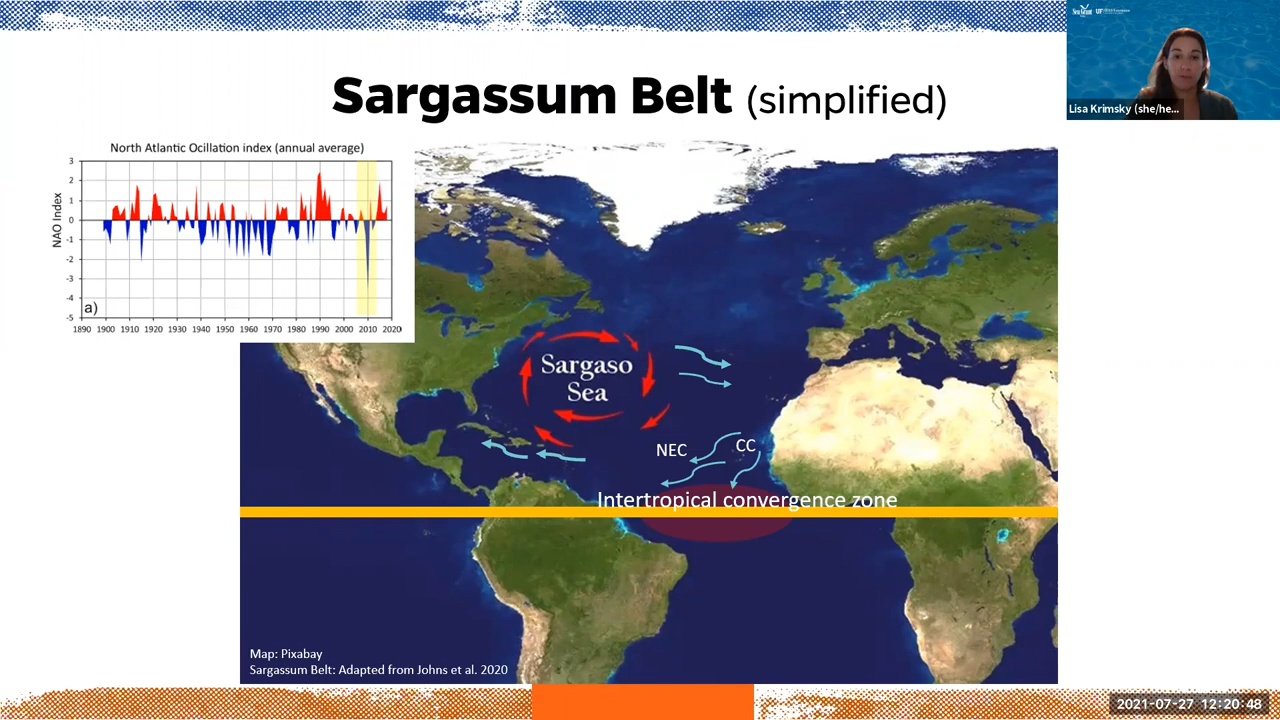 Sea Grant UF
Lisa Krimsky (she/he...
Sargassum Belt (simplified)
North Atlantic Ocillation index (annual average)
NAO Index
3
2
1
0
-1
-2
-3
-4
-5
a)
1890 1900 1910 1920 1930 1940 1950 1960 1970 1980 1990 2000 2010 2020
Sargaso
Sea
NEC
CC
Intertropical convergence zone
Map: Pixabay
Sargassum Belt: Adapted from Johns et al. 2020
2021-07-27 12:20:48